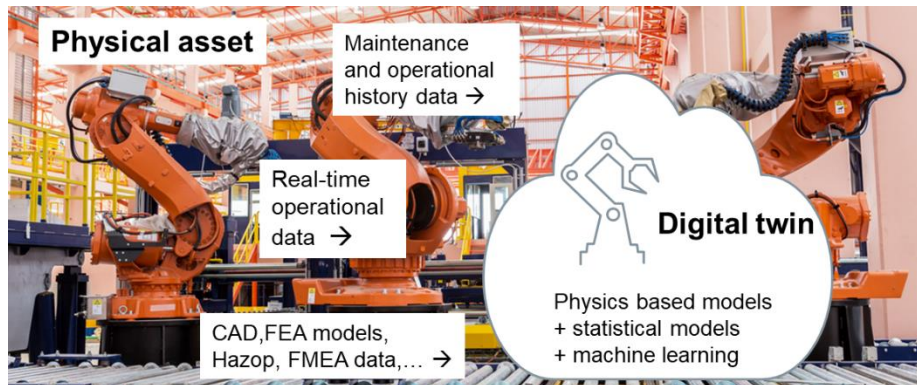 Physical asset
Maintenance
and operational
history data →
Real-time
operational
data →
CAD,FEA models,
Hazop, FMEA data,... →
Digital twin
Physics based models
+ statistical models
+ machine learning